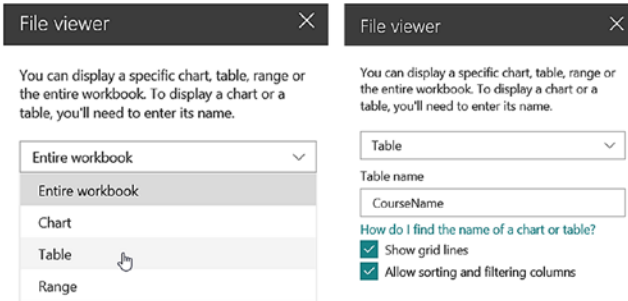 File viewer
You can display a specific chart, table, range or
the entire workbook. To display a chart or a
table, you'll need to enter its name.
Entire workbook
Entire workbook
Chart
Table
Range
File viewer
You can display a specific chart, table, range or
the entire workbook. To display a chart or a
table, you'll need to enter its name.
Table
Table name
CourseName
How do I find the name of a chart or table?
Show grid lines
Allow sorting and filtering columns